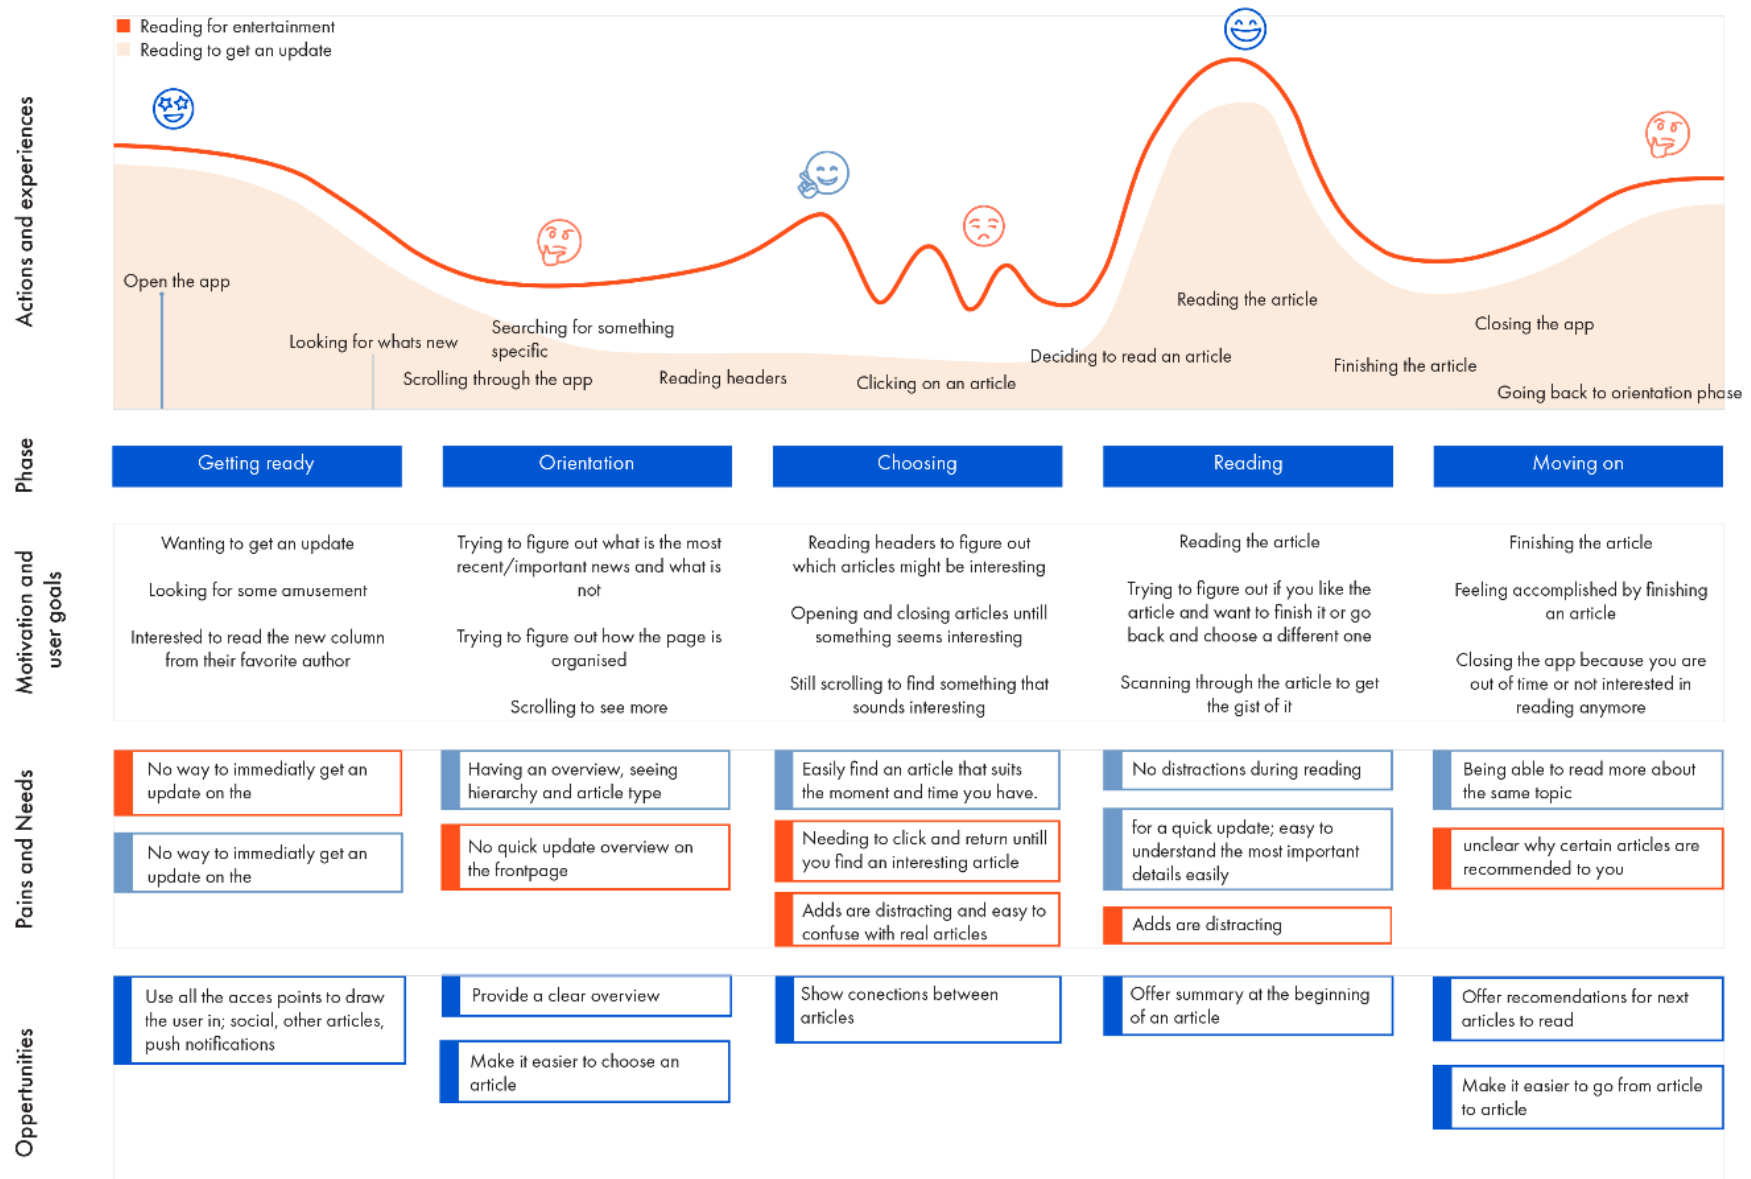 Reading for entertainment
Reading to get an update
Actions and experiences
Open the app
Looking for whats new
Scrolling through the app
Searching for something
specific
Reading headers
Clicking on an article
Deciding to read an article
Reading the article
Finishing the article
Closing the app
Going back to orientation phase
Phase
Getting ready
Orientation
Choosing
Reading
Moving on
Motivation and
user goals
Wanting to get an update
Looking for some amusement
Interested to read the new column
from their favorite author
Trying to figure out what is the most
recent/important news and what is
not
Trying to figure out how the page is
organised
Scrolling to see more
Reading headers to figure out
which articles might be interesting
Opening and closing articles untill
something seems interesting
Still scrolling to find something that
sounds interesting
Reading the article
Trying to figure out if you like the
article and want to finish it or go
back and choose a different one
Scanning through the article to get
the gist of it
Finishing the article
Feeling accomplished by finishing
an article
Closing the app because you are
out of time or not interested in
reading anymore
Pains and Needs
No way to immediatly get an
update on the
No way to immediatly get an
update on the
Having an overview, seeing
hierarchy and article type
No quick update overview on
the frontpage
Easily find an article that suits
the moment and time you have.
Needing to click and return untill
you find an interesting article
Adds are distracting and easy to
confuse with real articles
No distractions during reading
for a quick update; easy to
understand the most important
details easily
Adds are distracting
Being able to read more about
the same topic
unclear why certain articles are
recommended to you
Oppertunities
Use all the acces points to draw
the user in; social, other articles,
push notifications
Provide a clear overview
Make it easier to choose an
article
Show conections between
articles
Offer summary at the beginning
of an article
Offer recomendations for next
articles to read
Make it easier to go from article
to article